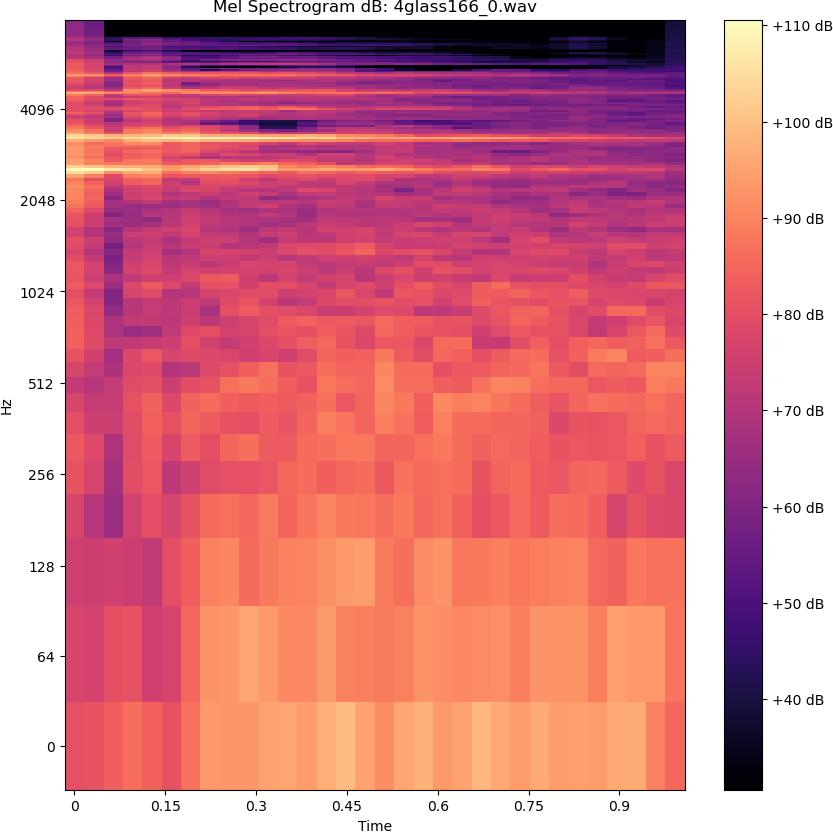 Mel Spectrogram dB: 4glass166_0.wav
+110 dB
+100 dB
+90 dB
+80 dB
+70 dB
+60 dB
+50 dB
+40 dB
4096
2048
1024
512
256
128
64
0
Hz
0
0.15
0.3
0.45
0.6
0.75
0.9
Time